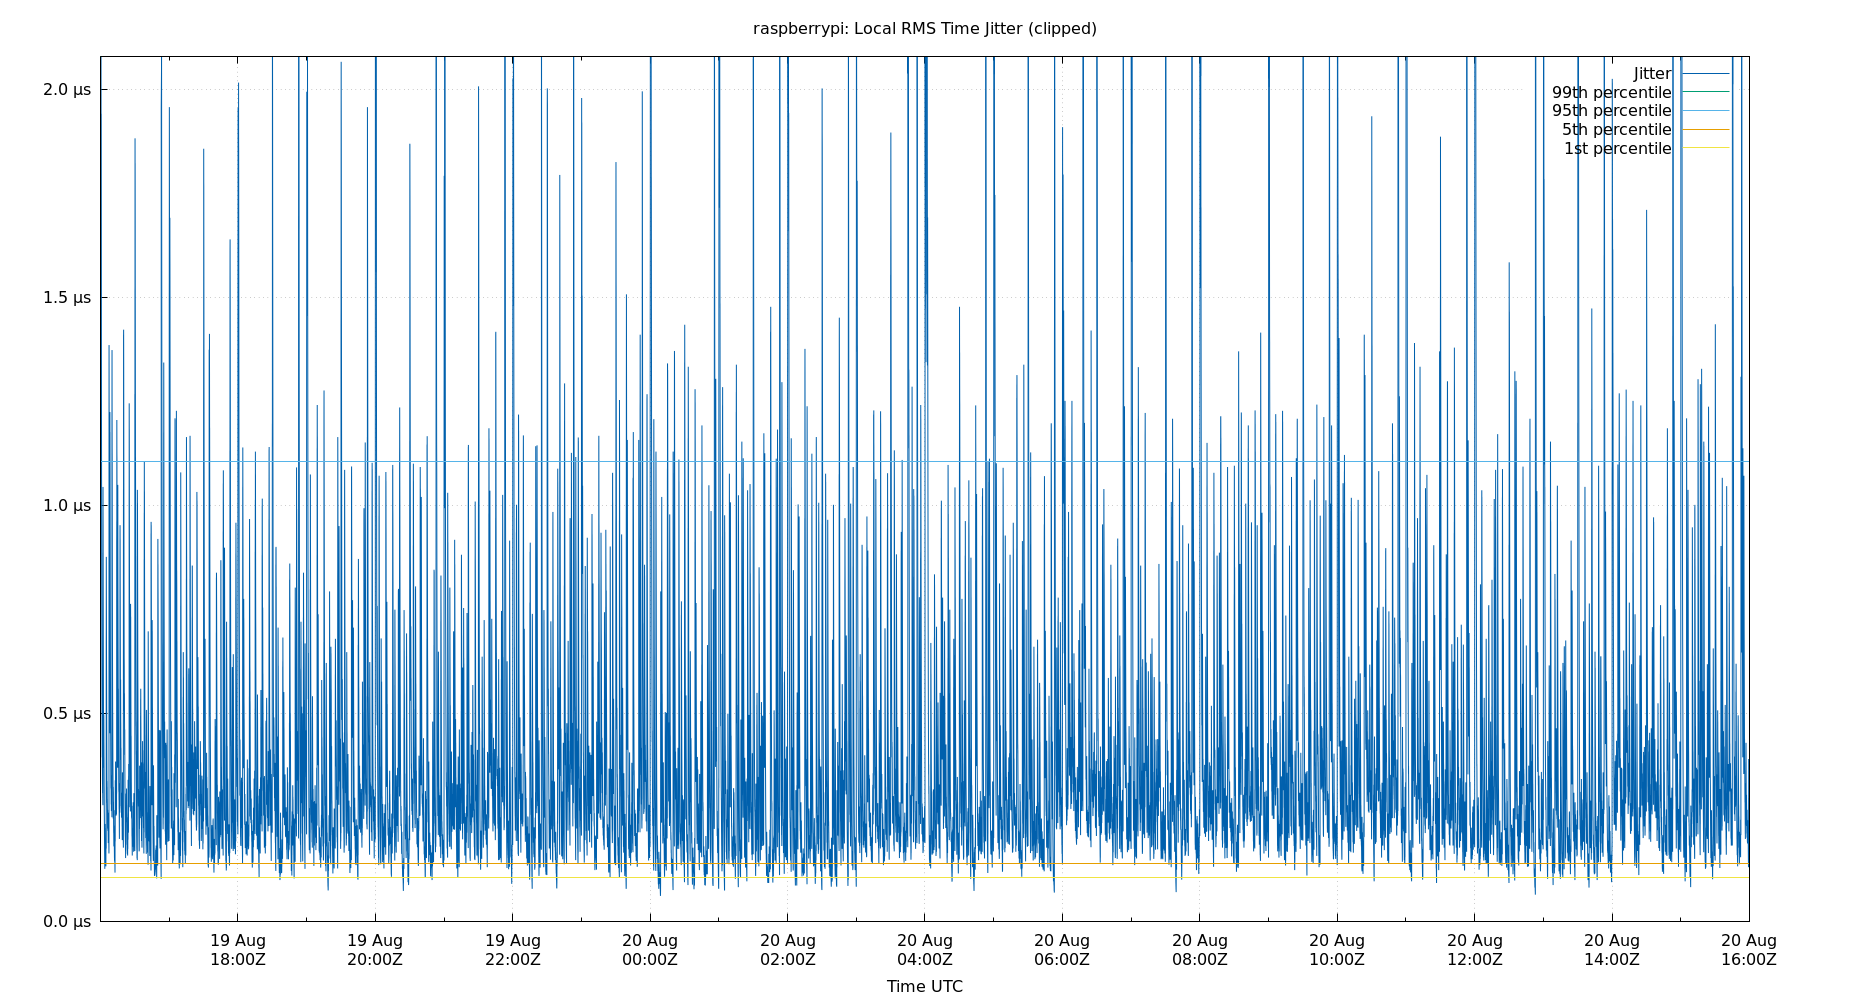 raspberrypi: Local RMS Time Jitter (clipped)
Jitter
99th percentile
95th percentile
5th percentile
1st percentile
2.0 µs
1.5 µs
1.0 µs
0.5 µs
0.0 µs
19 Aug 19 Aug 19 Aug 20 Aug 20 Aug 20 Aug 20 Aug 20 Aug 20 Aug 20 Aug 20 Aug 20 Aug
18:00Z 20:00Z 22:00Z 00:00Z 02:00Z 04:00Z 06:00Z 08:00Z 10:00Z 12:00Z 14:00Z 16:00Z
Time UTC